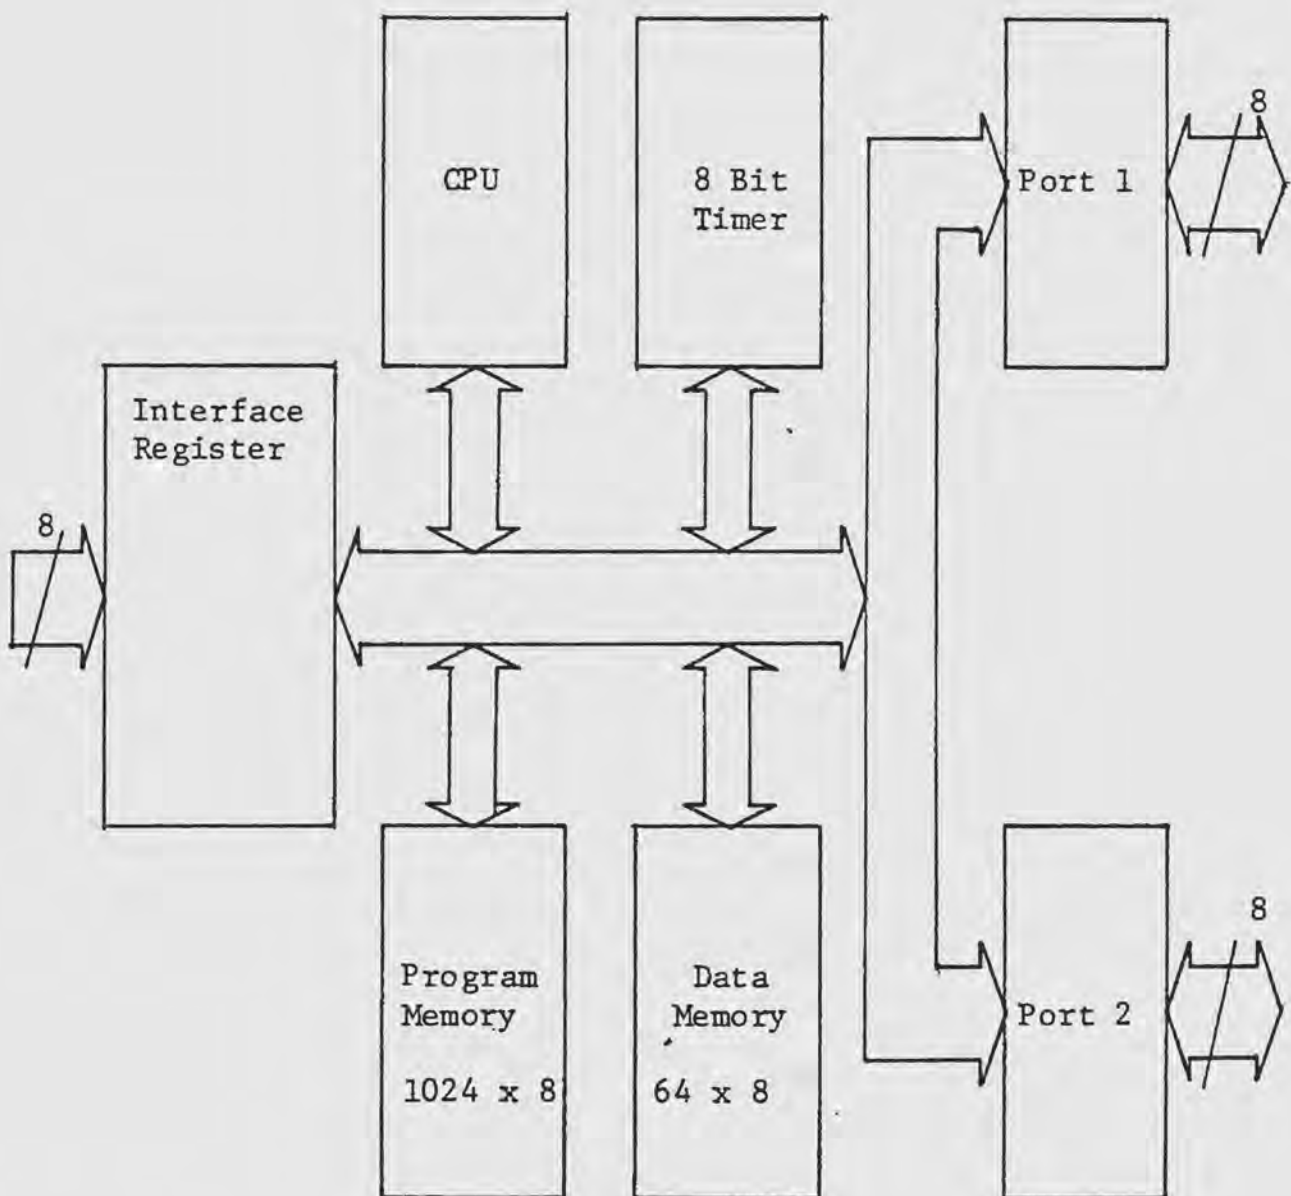 CPU
8 Bit
Timer
Port 1
8
Interface
Register
8
Program
Memory
1024 x 8
Data
Memory
64 x 8
Port 2
8